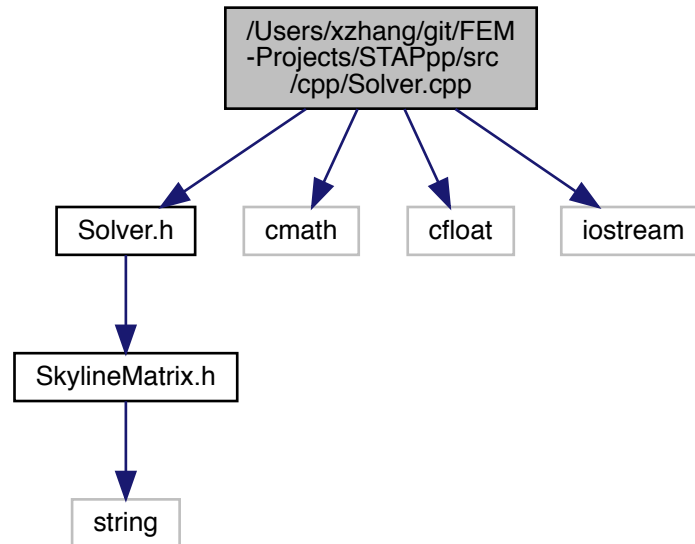 /Users/xzhang/git/FEM
-Projects/STAPpp/src
/cpp/Solver.cpp
Solver.h
cmath
cfloat
iostream
SkylineMatrix.h
string